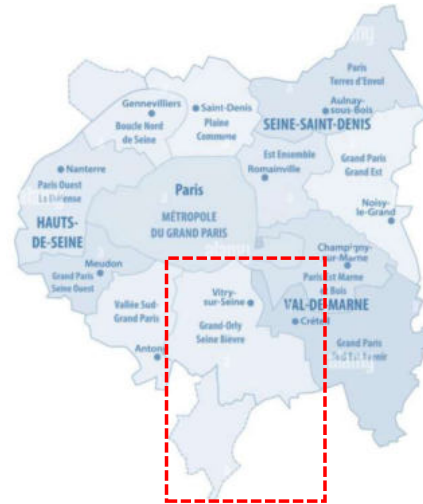 Paris
Terres d'Envol
Aulnay-
sous-Bois
SEINE-SAINT-DENIS
Gennevilliers
Boucle Nord
de Seine
Saint-Denis
Plaine
Commune
Est Ensemble
Romainville
Grand Paris
Grand Est
Noisy-
le-Grand
Nanterre
Paris Ouest
La Défense
HAUTS-
DE-SEINE
Paris
MÉTROPOLE
DU GRAND PARIS
Meudon
Grand Paris
Seine Ouest
Champigny-
sur-Marne
Paris Est Marne
Bois
VAL-DE-MARNE
Créteil
Vitry-
sur-Seine
Grand-Orly
Seine Bièvre
Vallée Sud-
Grand Paris
Antony
Grand Paris
Sud Est Avenir